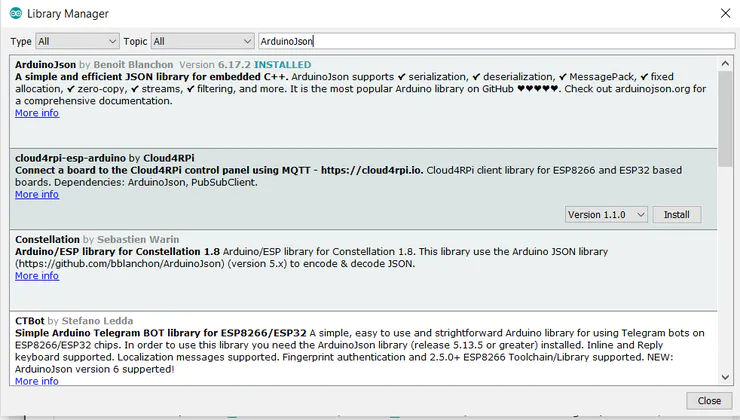 Library Manager
Type All Topic All ArduinoJson
ArduinoJson by Benoit Blanchon Version 6.17.2 INSTALLED
A simple and efficient JSON library for embedded C++. ArduinoJson supports ✔ serialization, ✔ deserialization, ✔ MessagePack, ✔ fixed
allocation, ✔ zero-copy, ✔ streams, ✔ filtering, and more. It is the most popular Arduino library on GitHub ❤❤❤❤❤. Check out arduinojson.org for
a comprehensive documentation.
More info
cloud4rpi-esp-arduino by Cloud4RPi
Connect a board to the Cloud4RPi control panel using MQTT - https://cloud4rpi.io. Cloud4RPi client library for ESP8266 and ESP32 based
boards. Dependencies: ArduinoJson, PubSubClient.
More info
Version 1.1.0 Install
Constellation by Sebastien Warin
Arduino/ESP library for Constellation 1.8 Arduino/ESP library for Constellation 1.8. This library use the Arduino JSON library
(https://github.com/bblanchon/ArduinoJson) (version 5.x) to encode & decode JSON.
More info
CTBot by Stefano Ledda
Simple Arduino Telegram BOT library for ESP8266/ESP32 A simple, easy to use and strightforward Arduino library for using Telegram bots on
ESP8266/ESP32 chips. In order to use this library you need the ArduinoJson library (release 5.13.5 or greater) installed. Inline and Reply
keyboard supported. Localization messages supported. Fingerprint authentication and 2.5.0+ ESP8266 Toolchain/Library supported. NEW:
ArduinoJson version 6 supperted!
More info
Close